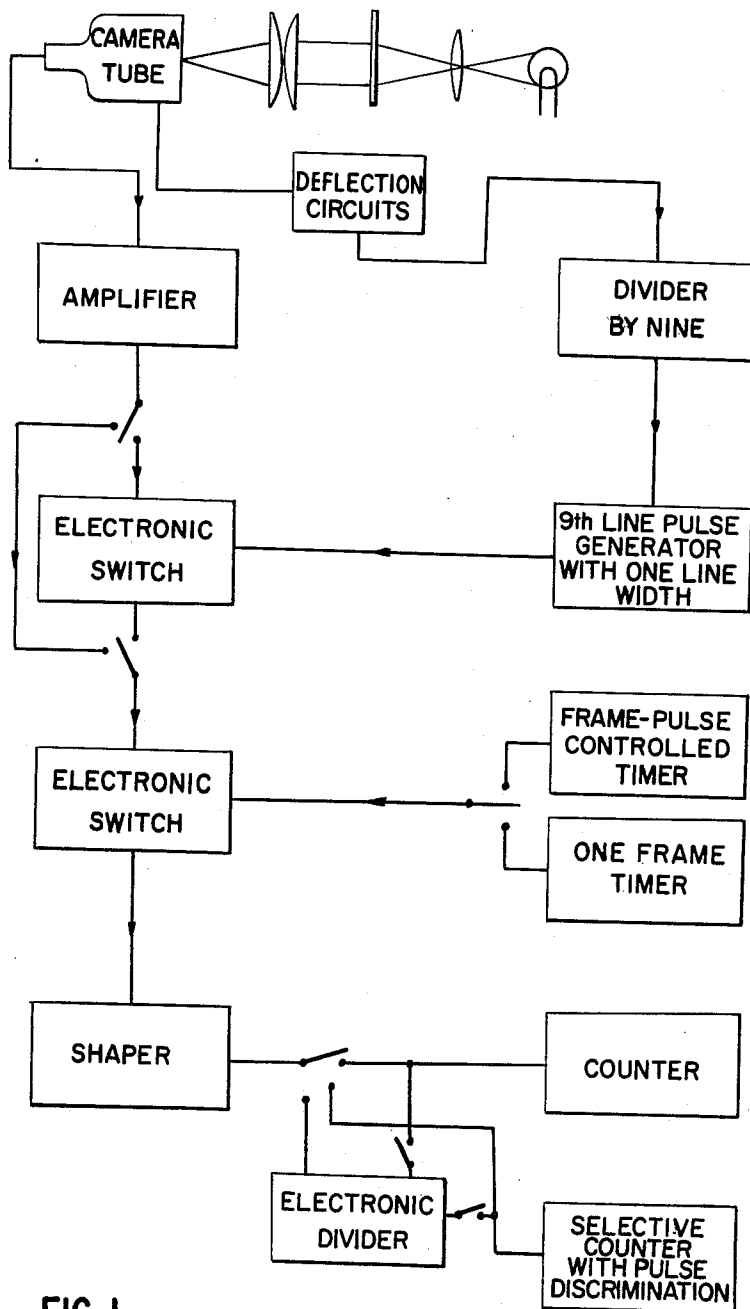 CAMERA
TUBE
DEFLECTION
CIRCUITS
AMPLIFIER
DIVIDER
BY NINE
ELECTRONIC
SWITCH
9th LINE PULSE
GENERATOR
WITH ONE LINE
WIDTH
FRAME-PULSE
CONTROLLED
TIMER
ELECTRONIC
SWITCH
ONE FRAME
TIMER
SHAPER
COUNTER
ELECTRONIC
DIVIDER
SELECTIVE
COUNTER
WITH PULSE
DISCRIMINATION